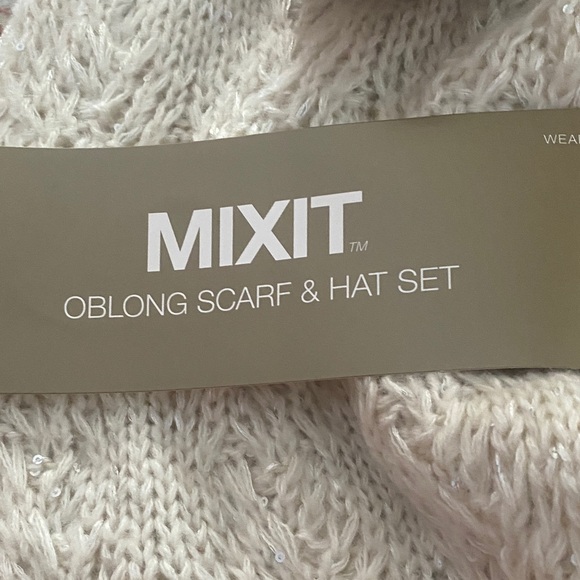 MIXIT™
OBLONG SCARF & HAT SET